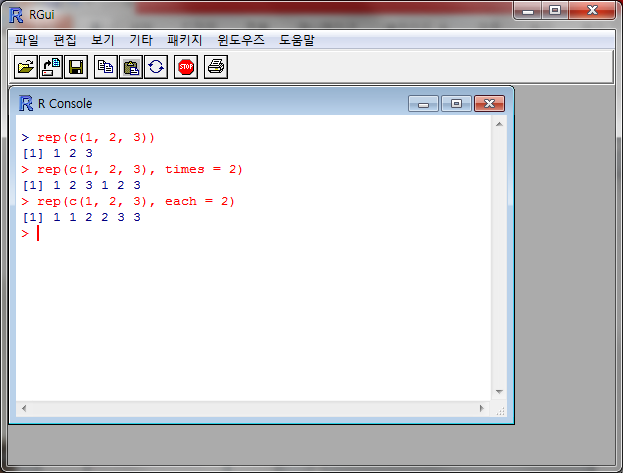 RGui
파일 편집 보기 기타 패키지 윈도우즈 도움말
STOP
R Console
> rep(c(1, 2, 3))
[1] 1 2 3
> rep(c(1, 2, 3), times = 2)
[1] 1 2 3 1 2 3
> rep(c(1, 2, 3), each = 2)
[1] 1 1 2 2 3 3
>